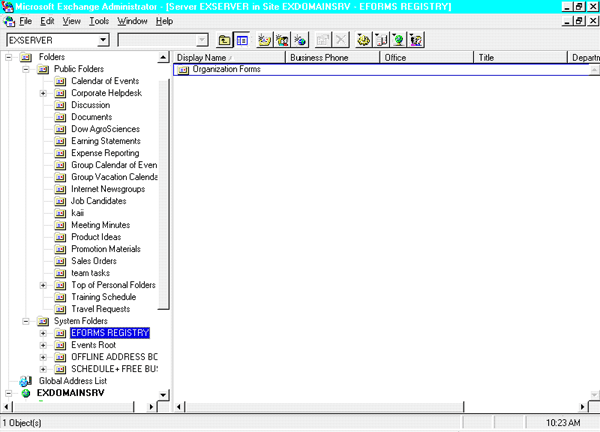 Microsoft Exchange Administrator - [Server EXSERVER in Site EXDOMAINSRV - EFORMS REGISTRY]
File Edit View Tools Window Help
EXSERVER
Display Name Business Phone Office Title Departm
Organization Forms
Folders
Public Folders
Calendar of Events
Corporate Helpdesk
Discussion
Documents
Dow AgroSciences
Earning Statements
Expense Reporting
Group Calendar of Even
Group Vacation Calenda
Internet Newsgroups
Job Candidates
kaii
Meeting Minutes
Product Ideas
Promotion Materials
Sales Orders
team tasks
Top of Personal Folders
Training Schedule
Travel Requests
System Folders
EFORMS REGISTRY
Events Root
OFFLINE ADDRESS BO
SCHEDULE+ FREE BUS
Global Address List
EXDOMAINSRV
1 Object(s)
10:23 AM